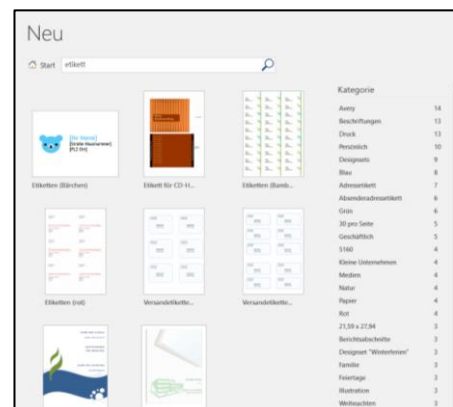 Neu
Start
etikett
Etiketten (Bärchen)
Etikett für CD-H...
Etiketten (Bamb...
Etiketten (rot)
Versandetikette...
Versandetikette...
Kategorie
Avery 14
Beschriftungen 13
Druck 13
Persönlich 10
Designsets 9
Blau 8
Adressetikett 7
Absenderadressetikett 6
Grün 6
30 pro Seite 5
Geschäftlich 5
5160 4
Kleine Unternehmen 4
Medien 4
Natur 4
Papier 4
Rot 4
21,59 x 27,94 3
Berichtsabschnitte 3
Designset "Winterferien" 3
Familie 3
Feiertage 3
Illustration 3
Weihnachten 3